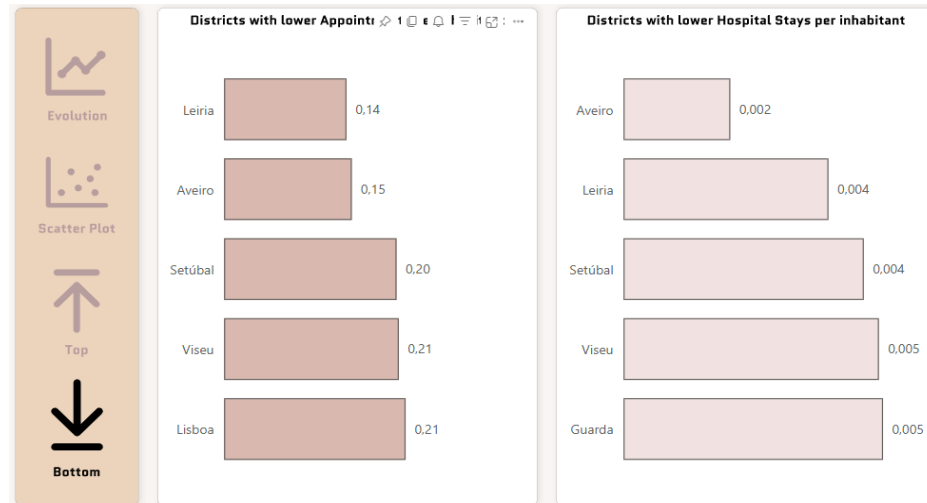 Evolution
Scatter Plot
Top
Bottom
Districts with lower
Leiria 0,14
Aveiro 0,15
Setúbal 0,20
Viseu 0,21
Lisboa 0,21
Districts with lower Hospital Stays per inhabitant
Aveiro 0,002
Leiria 0,004
Setúbal 0,004
Viseu 0,005
Guarda 0,005